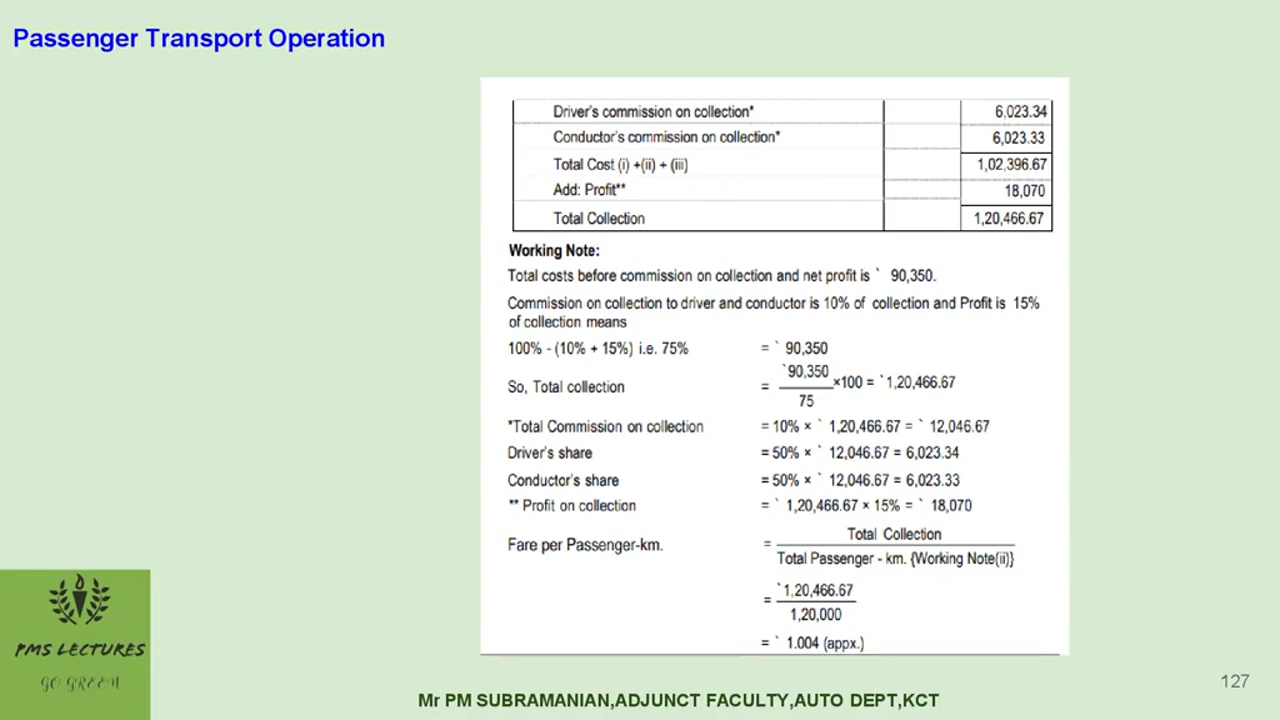 Passenger Transport Operation
Driver's commission on collection* 6,023.34
Conductor's commission on collection* 6,023.33
Total Cost (i) +(ii) + (iii) 1,02,396.67
Add: Profit** 18,070
Total Collection 1,20,466.67
Working Note:
Total costs before commission on collection and net profit is ` 90,350.
Commission on collection to driver and conductor is 10% of collection and Profit is 15%
of collection means
100% - (10% + 15%) i.e. 75% = ` 90,350
So, Total collection = `90,350 / 75 ×100 = `1,20,466.67
*Total Commission on collection = 10% × ` 1,20,466.67 = ` 12,046.67
Driver's share = 50% × ` 12,046.67 = 6,023.34
Conductor's share = 50% × ` 12,046.67 = 6,023.33
** Profit on collection = ` 1,20,466.67 × 15% = ` 18,070
Fare per Passenger-km. = Total Collection
Total Passenger - km. {Working Note(ii)}
= `1,20,466.67
1,20,000
= ` 1.004 (appx.)
PMS LECTURES
GO GREEN
127
Mr PM SUBRAMANIAN,ADJUNCT FACULTY,AUTO DEPT,KCT